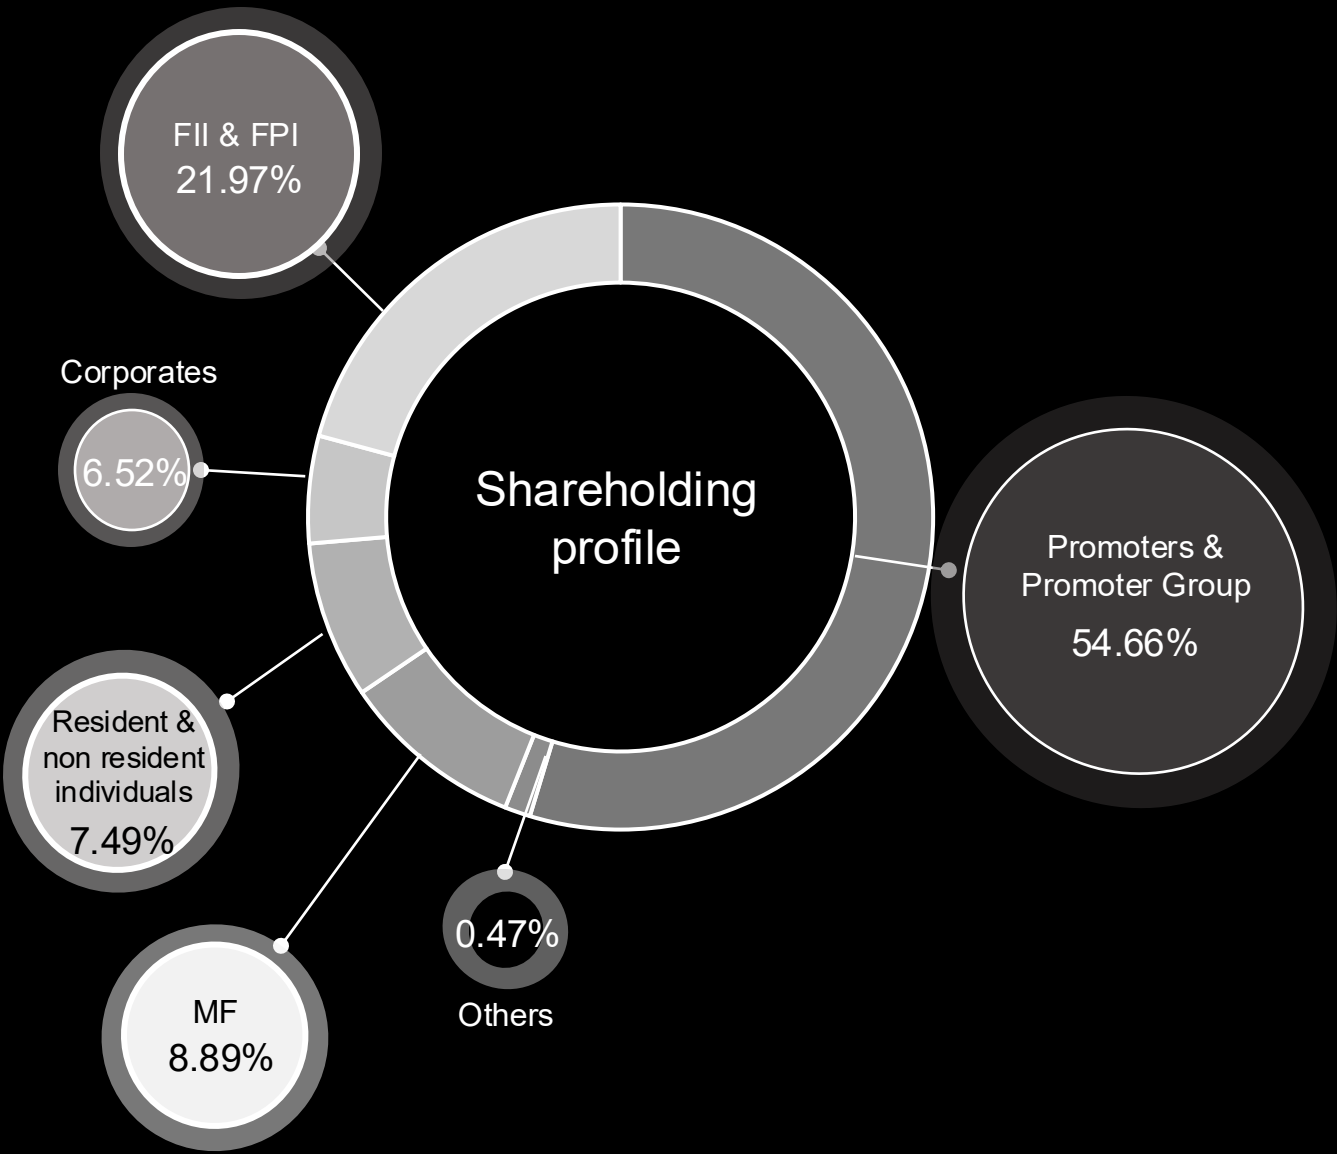 FII & FPI
21.97%
Corporates
6.52%
Shareholding
profile
Promoters &
Promoter Group
54.66%
Resident &
non resident
individuals
7.49%
MF
8.89%
0.47%
Others